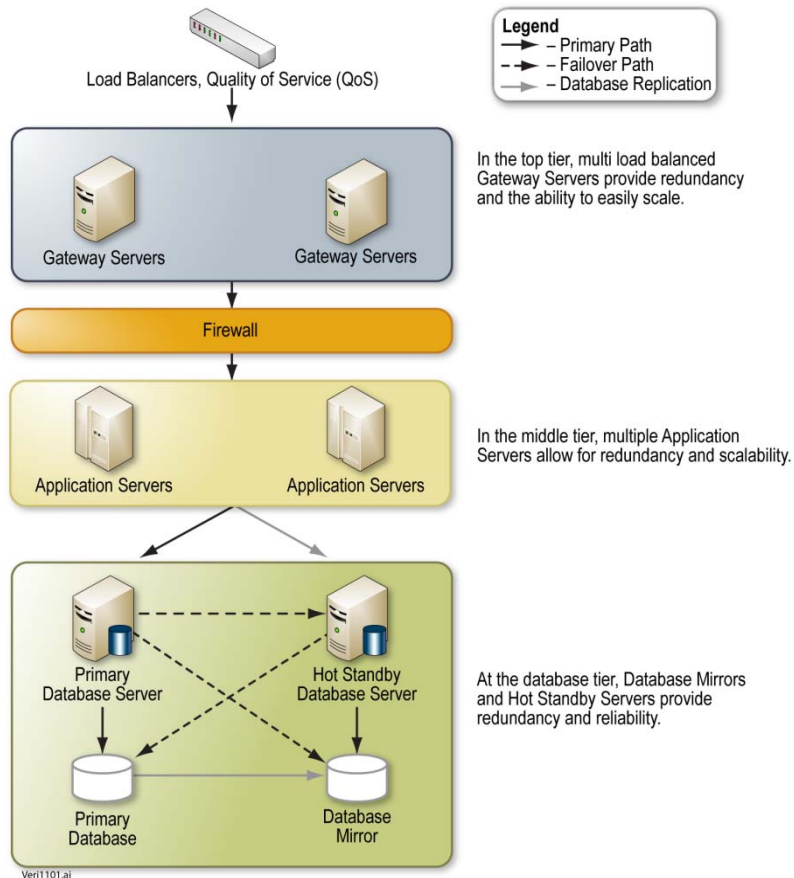 Legend
– Primary Path
– Failover Path
– Database Replication
Load Balancers, Quality of Service (QoS)
Gateway Servers
Gateway Servers
In the top tier, multi load balanced
Gateway Servers provide redundancy
and the ability to easily scale.
Firewall
Application Servers
Application Servers
In the middle tier, multiple Application
Servers allow for redundancy and scalability.
Primary
Database Server
Hot Standby
Database Server
At the database tier, Database Mirrors
and Hot Standby Servers provide
redundancy and reliability.
Primary
Database
Database
Mirror
Veri1101.ai